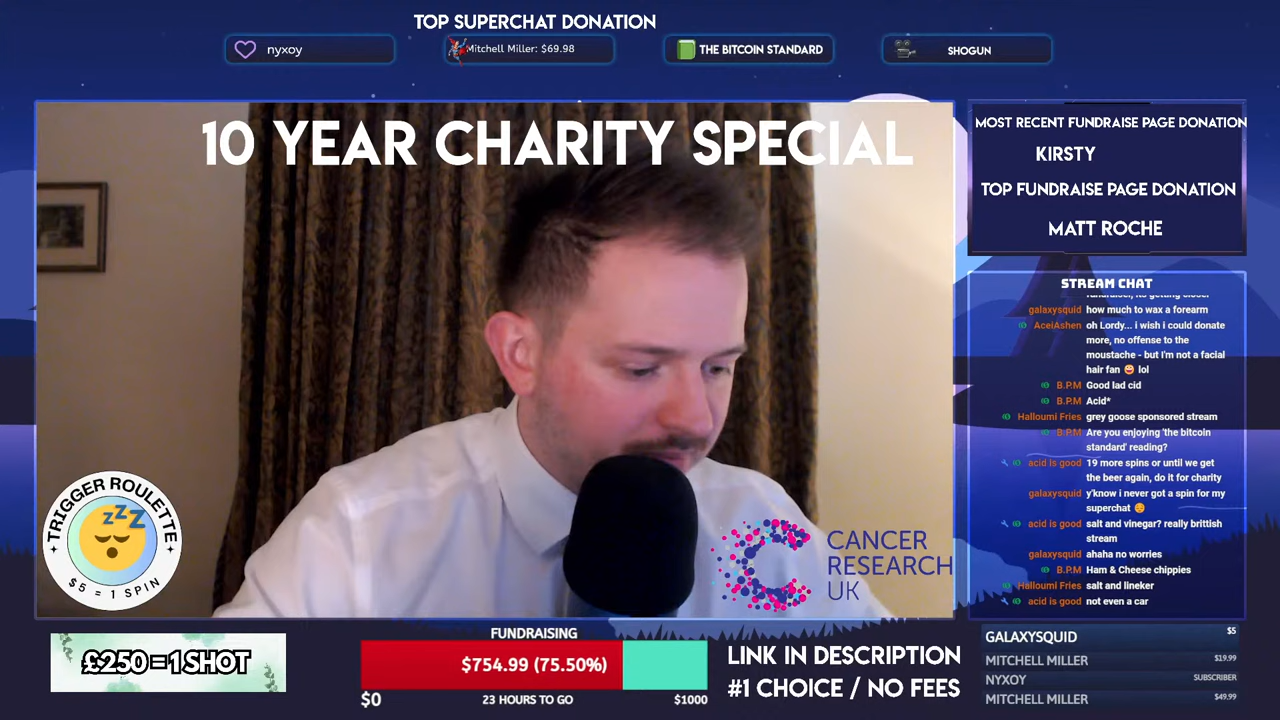 TOP SUPERCHAT DONATION
nyxoy
Mitchell Miller: $69.98
THE BITCOIN STANDARD
SHOGUN
10 YEAR CHARITY SPECIAL
MOST RECENT FUNDRAISE PAGE DONATION
KIRSTY
TOP FUNDRAISE PAGE DONATION
MATT ROCHE
STREAM CHAT
fundraiser, its getting closer
galaxysquid how much to wax a forearm
AceiAshen oh Lordy... i wish i could donate
more, no offense to the
moustache - but I'm not a facial
hair fan 😜 lol
B.P.M Good lad cid
B.P.M Acid*
Halloumi Fries grey goose sponsored stream
B.P.M Are you enjoying 'the bitcoin
standard' reading?
acid is good 19 more spins or until we get
the beer again, do it for charity
galaxysquid y'know i never got a spin for my
superchat 😔
acid is good salt and vinegar? really brittish
stream
galaxysquid ahaha no worries
B.P.M Ham & Cheese chippies
Halloumi Fries salt and lineker
acid is good not even a car
TRIGGER ROULETTE
zzz
$5 = 1 SPIN
CANCER
RESEARCH
UK
£250 = 1 SHOT
FUNDRAISING
$754.99 (75.50%)
$0
23 HOURS TO GO
$1000
LINK IN DESCRIPTION
#1 CHOICE / NO FEES
GALAXYSQUID $5
MITCHELL MILLER $19.99
NYXOY SUBSCRIBER
MITCHELL MILLER $49.99